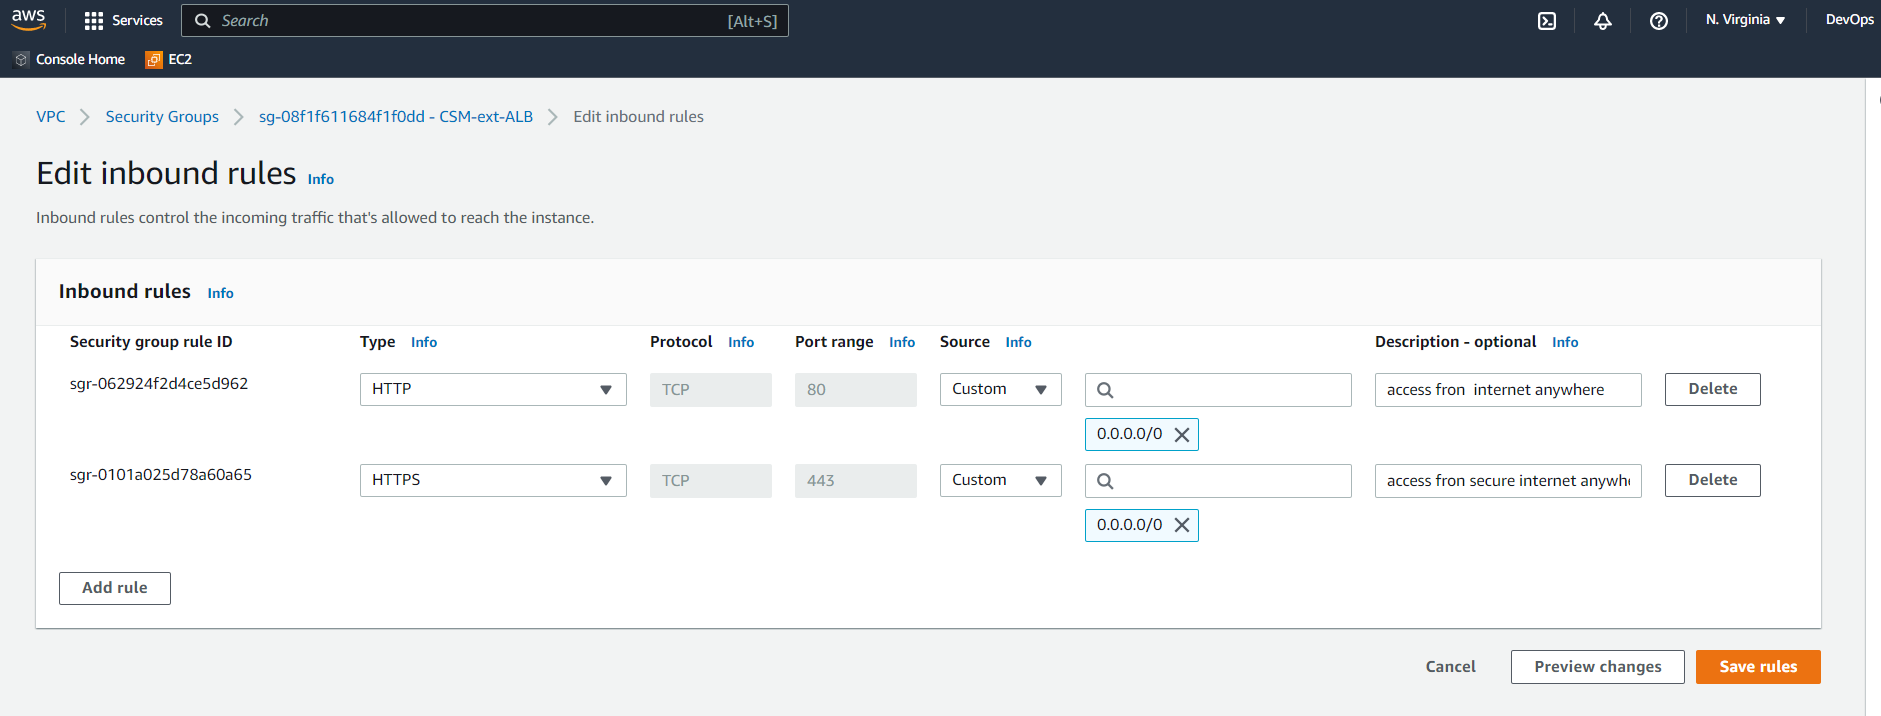 aws Services Search [Alt+S] N. Virginia DevOps
Console Home EC2
VPC Security Groups sg-08f1f611684f1f0dd - CSM-ext-ALB Edit inbound rules
Edit inbound rules Info
Inbound rules control the incoming traffic that's allowed to reach the instance.
Inbound rules Info
Security group rule ID Type Info Protocol Info Port range Info Source Info Description - optional Info
sgr-062924f2d4ce5d962 HTTP TCP 80 Custom access fron internet anywhere Delete
0.0.0.0/0
sgr-0101a025d78a60a65 HTTPS TCP 443 Custom access fron secure internet anywh Delete
0.0.0.0/0
Add rule
Cancel Preview changes Save rules